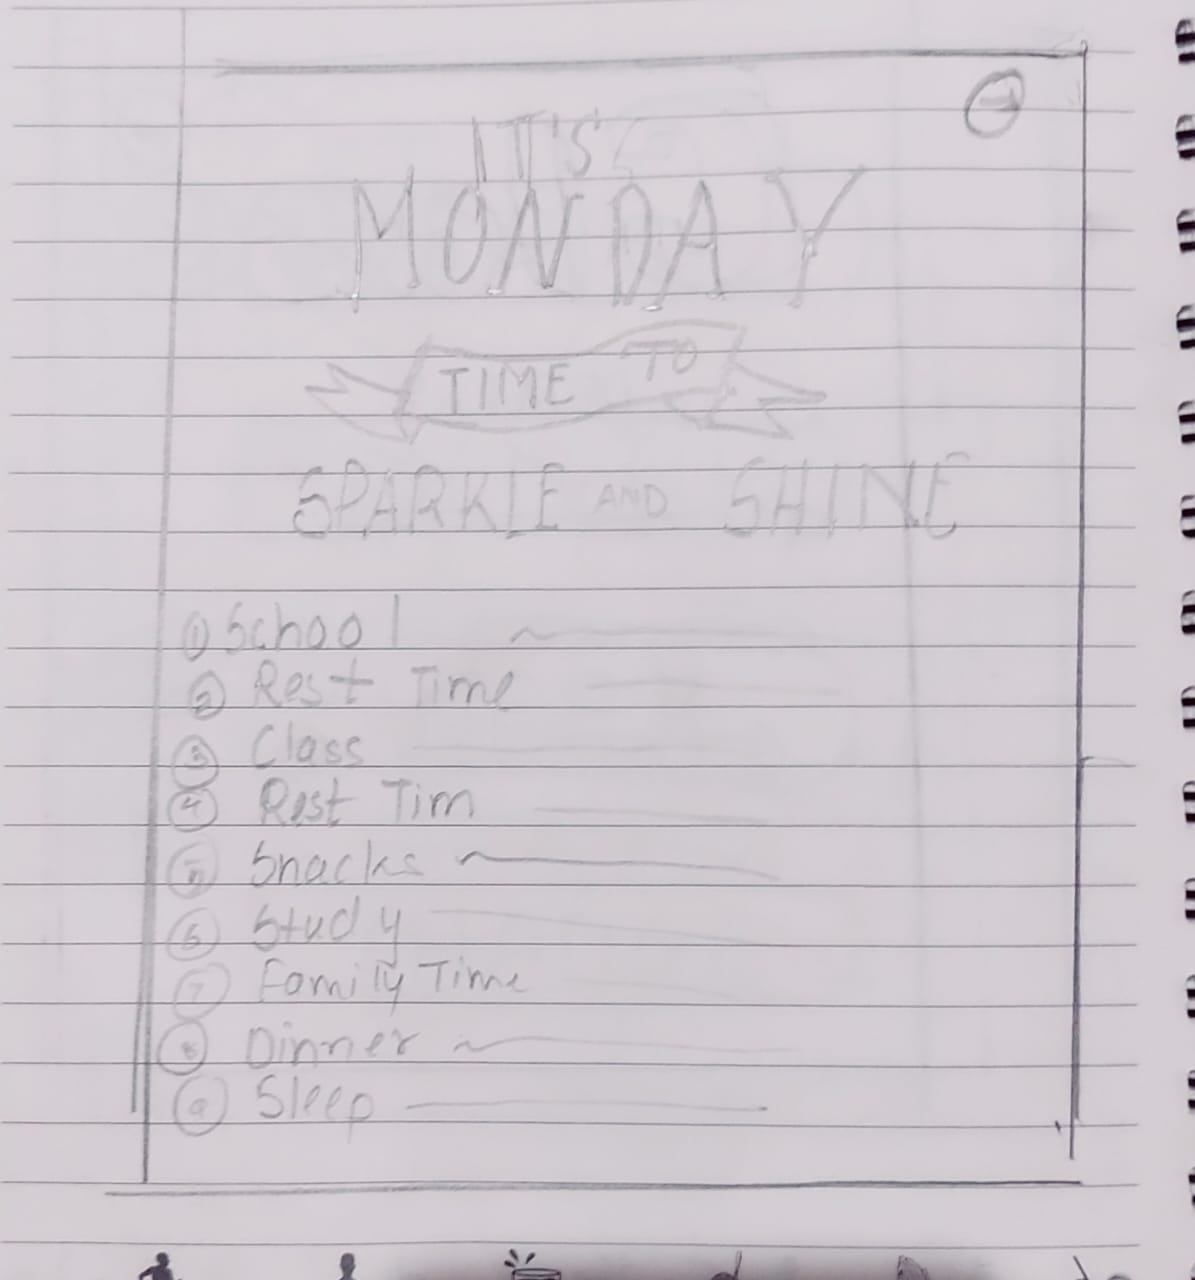 IT'S
MONDAY
TIME TO
SPARKLE AND SHINE
① School
② Rest Time
③ Class
④ Rest Tim
⑤ Snacks
⑥ Study
⑦ Family Time
⑧ Dinner
⑨ Sleep